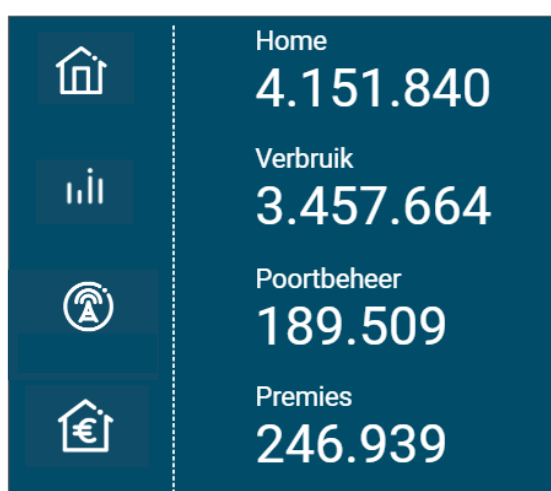 Home
4.151.840
Verbruik
3.457.664
Poortbeheer
189.509
Premies
€ 246.939